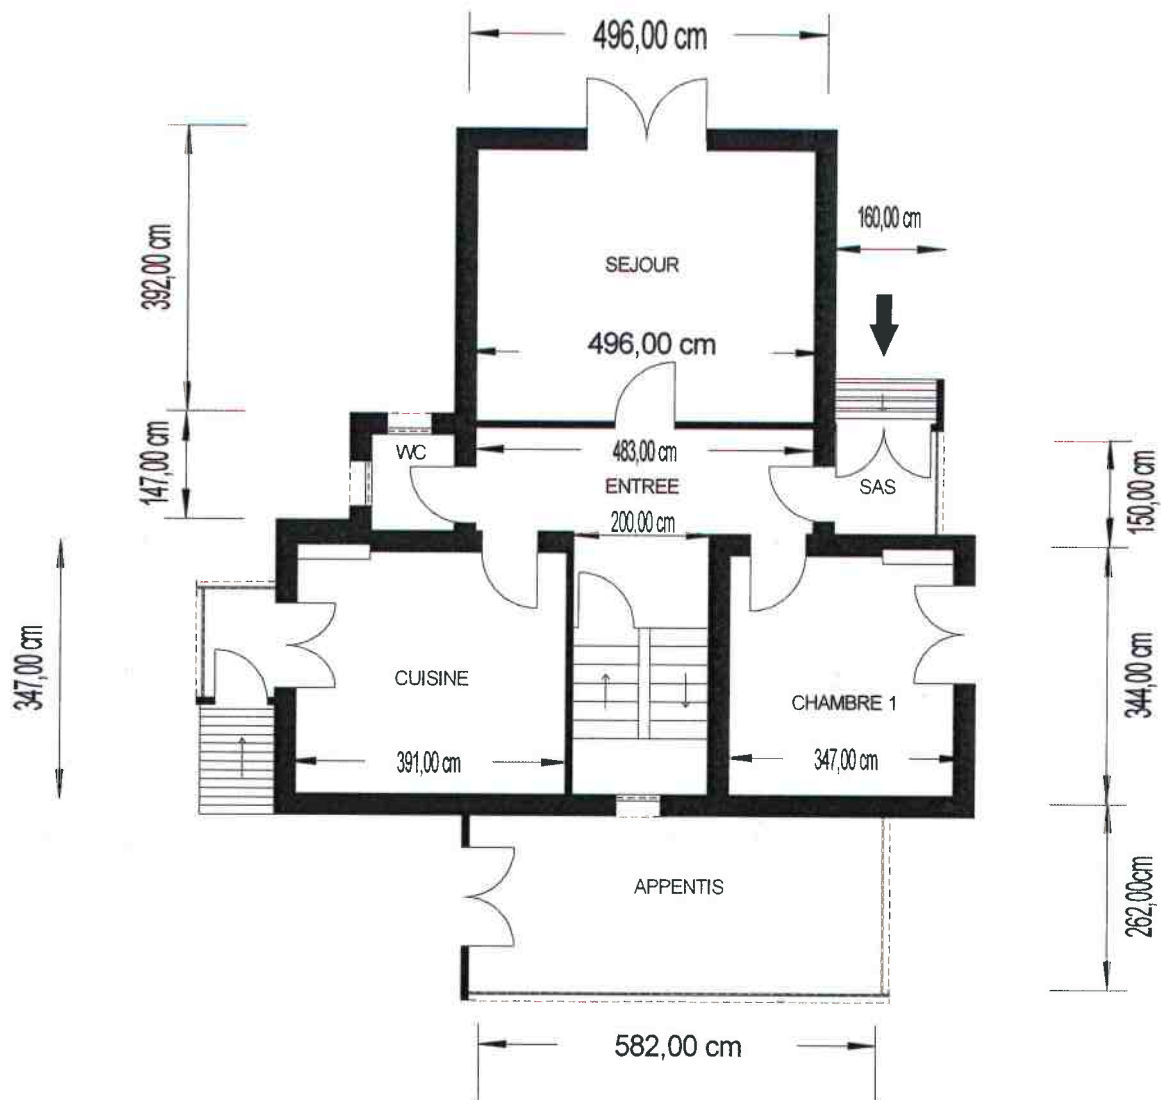 496,00 cm
392,00 cm
160,00 cm
SEJOUR
496,00 cm
147,00 cm
WC
483,00 cm
ENTREE
SAS
150,00 cm
200,00 cm
347,00 cm
CUISINE
CHAMBRE 1
344,00 cm
391,00 cm
347,00 cm
APPENTIS
262,00cm
582,00 cm